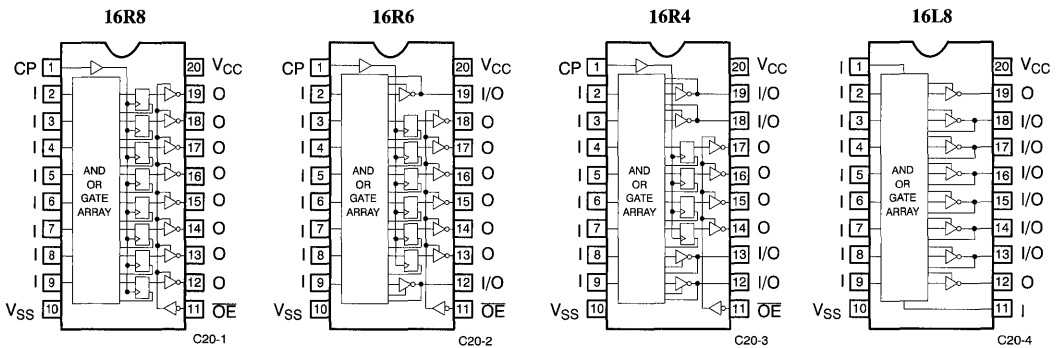 16R8
CP 1
20 VCC
I 2
19 O
I 3
18 O
I 4
17 O
I 5
16 O
I 6
15 O
I 7
14 O
I 8
13 O
I 9
12 O
VSS 10
11 OE
AND
OR
GATE
ARRAY
C20-1
16R6
CP 1
20 VCC
I 2
19 I/O
I 3
18 O
I 4
17 O
I 5
16 O
I 6
15 O
I 7
14 O
I 8
13 O
I 9
12 I/O
VSS 10
11 OE
AND
OR
GATE
ARRAY
C20-2
16R4
CP 1
20 VCC
I 2
19 I/O
I 3
18 I/O
I 4
17 O
I 5
16 O
I 6
15 O
I 7
14 O
I 8
13 I/O
I 9
12 I/O
VSS 10
11 OE
AND
OR
GATE
ARRAY
C20-3
16L8
I 1
20 VCC
I 2
19 O
I 3
18 I/O
I 4
17 I/O
I 5
16 I/O
I 6
15 I/O
I 7
14 I/O
I 8
13 I/O
I 9
12 O
VSS 10
11 I
AND
OR
GATE
ARRAY
C20-4